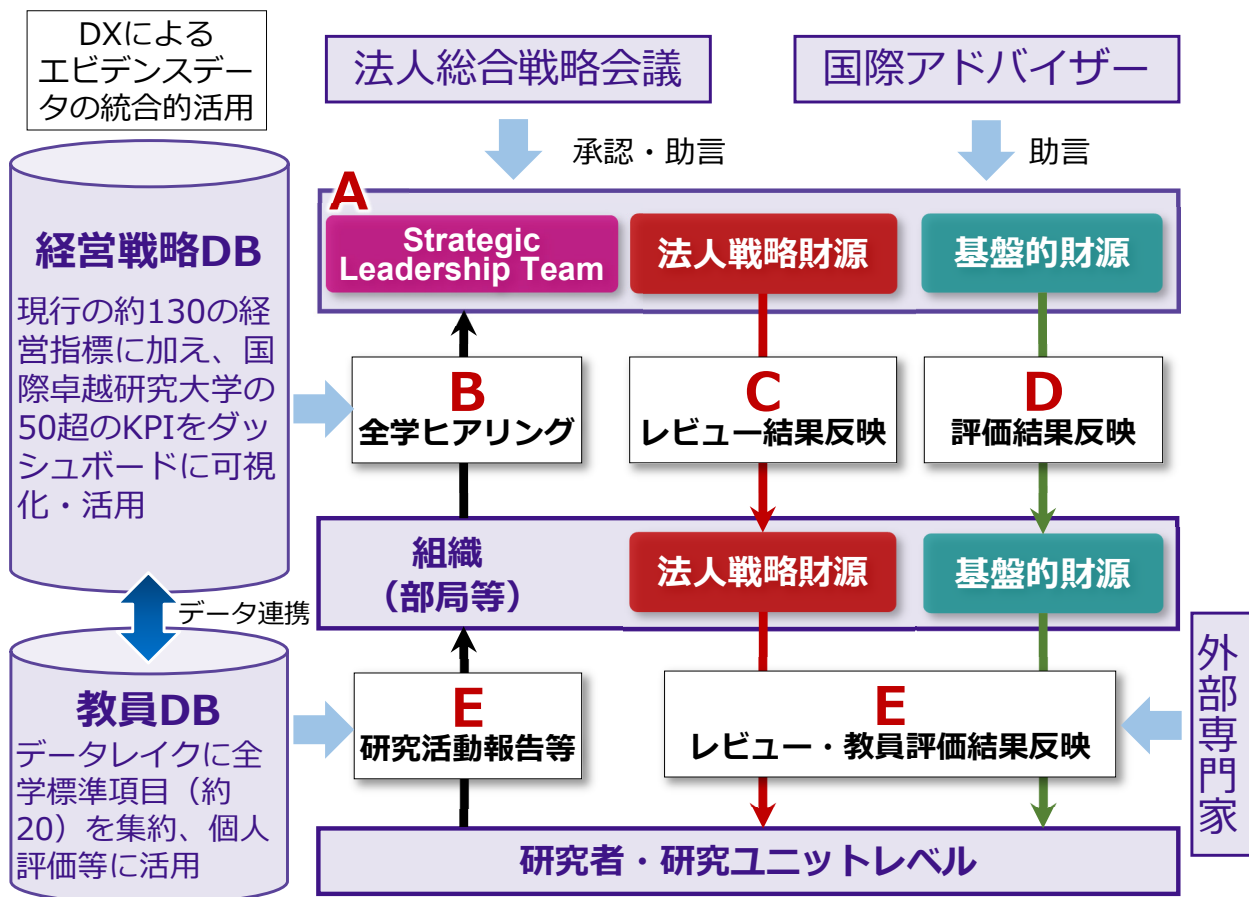 DXによる
エビデンスデー
タの統合的活用
法人総合戦略会議
国際アドバイザー
承認・助言
助言
経営戦略DB
現行の約130の経
営指標に加え、国
際卓越研究大学の
50超のKPIをダッ
シュボードに可視
化・活用
A
Strategic
Leadership Team
法人戦略財源
基盤的財源
B
全学ヒアリング
C
レビュー結果反映
D
評価結果反映
組織
（部局等）
法人戦略財源
基盤的財源
データ連携
教員DB
データレイクに全
学標準項目（約
20）を集約、個人
評価等に活用
E
研究活動報告等
E
レビュー・教員評価結果反映
外部専門家
研究者・研究ユニットレベル